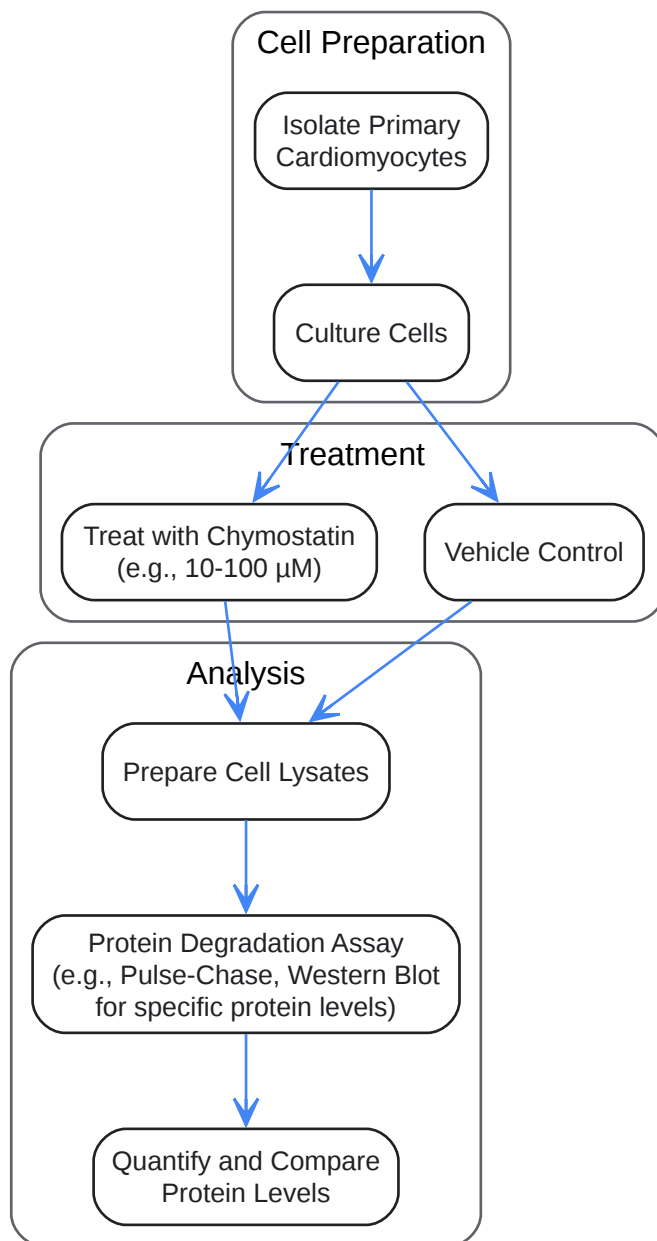 Cell Preparation
Isolate Primary
Cardiomyocytes
Culture Cells
Treatment
Treat with Chymostatin
(e.g., 10-100 µM)
Vehicle Control
Analysis
Prepare Cell Lysates
Protein Degradation Assay
(e.g., Pulse-Chase, Western Blot
for specific protein levels)
Quantify and Compare
Protein Levels